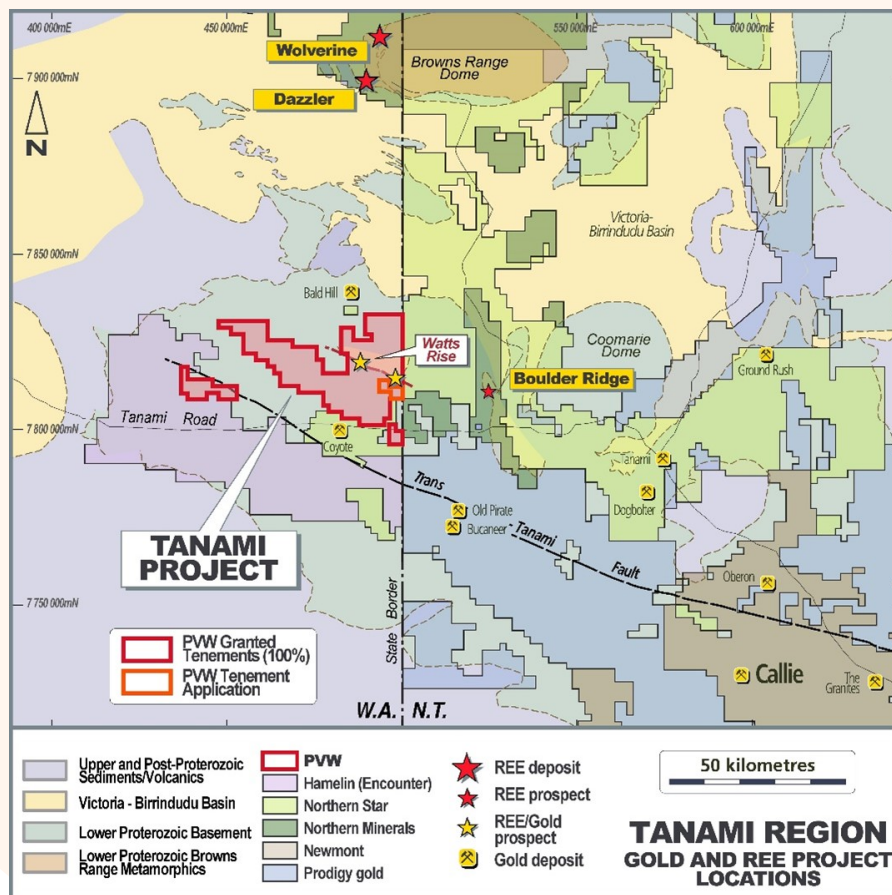 400 000mE
450 000mE
550 000mE
600 000mE
Wolverine
Browns Range
Dome
7 900 000mN
Dazzler
N
Victoria-
Birrindudu Basin
7 850 000mN
Bald Hill
Watts
Rise
Coomarie
Dome
Ground Rush
Boulder Ridge
Tanami
Road
7 800 000mN
Coyote
Tanami
Trans
-Tanami
Fault
Old Pirate
Bucaneer
Dogbolter
TANAMI
PROJECT
Oberon
7 750 000mN
State Border
PVW Granted
Tenements (100%)
PVW Tenement
Application
Callie
The
Granites
W.A.
N.T.
Upper and Post-Proterozoic
Sediments/Volcanics
Victoria - Birrindudu Basin
Lower Proterozoic Basement
Lower Proterozoic Browns
Range Metamorphics
PVW
Hamelin (Encounter)
Northern Star
Northern Minerals
Newmont
Prodigy gold
REE deposit
REE prospect
REE/Gold
prospect
Gold deposit
50 kilometres
TANAMI REGION
GOLD AND REE PROJECT
LOCATIONS